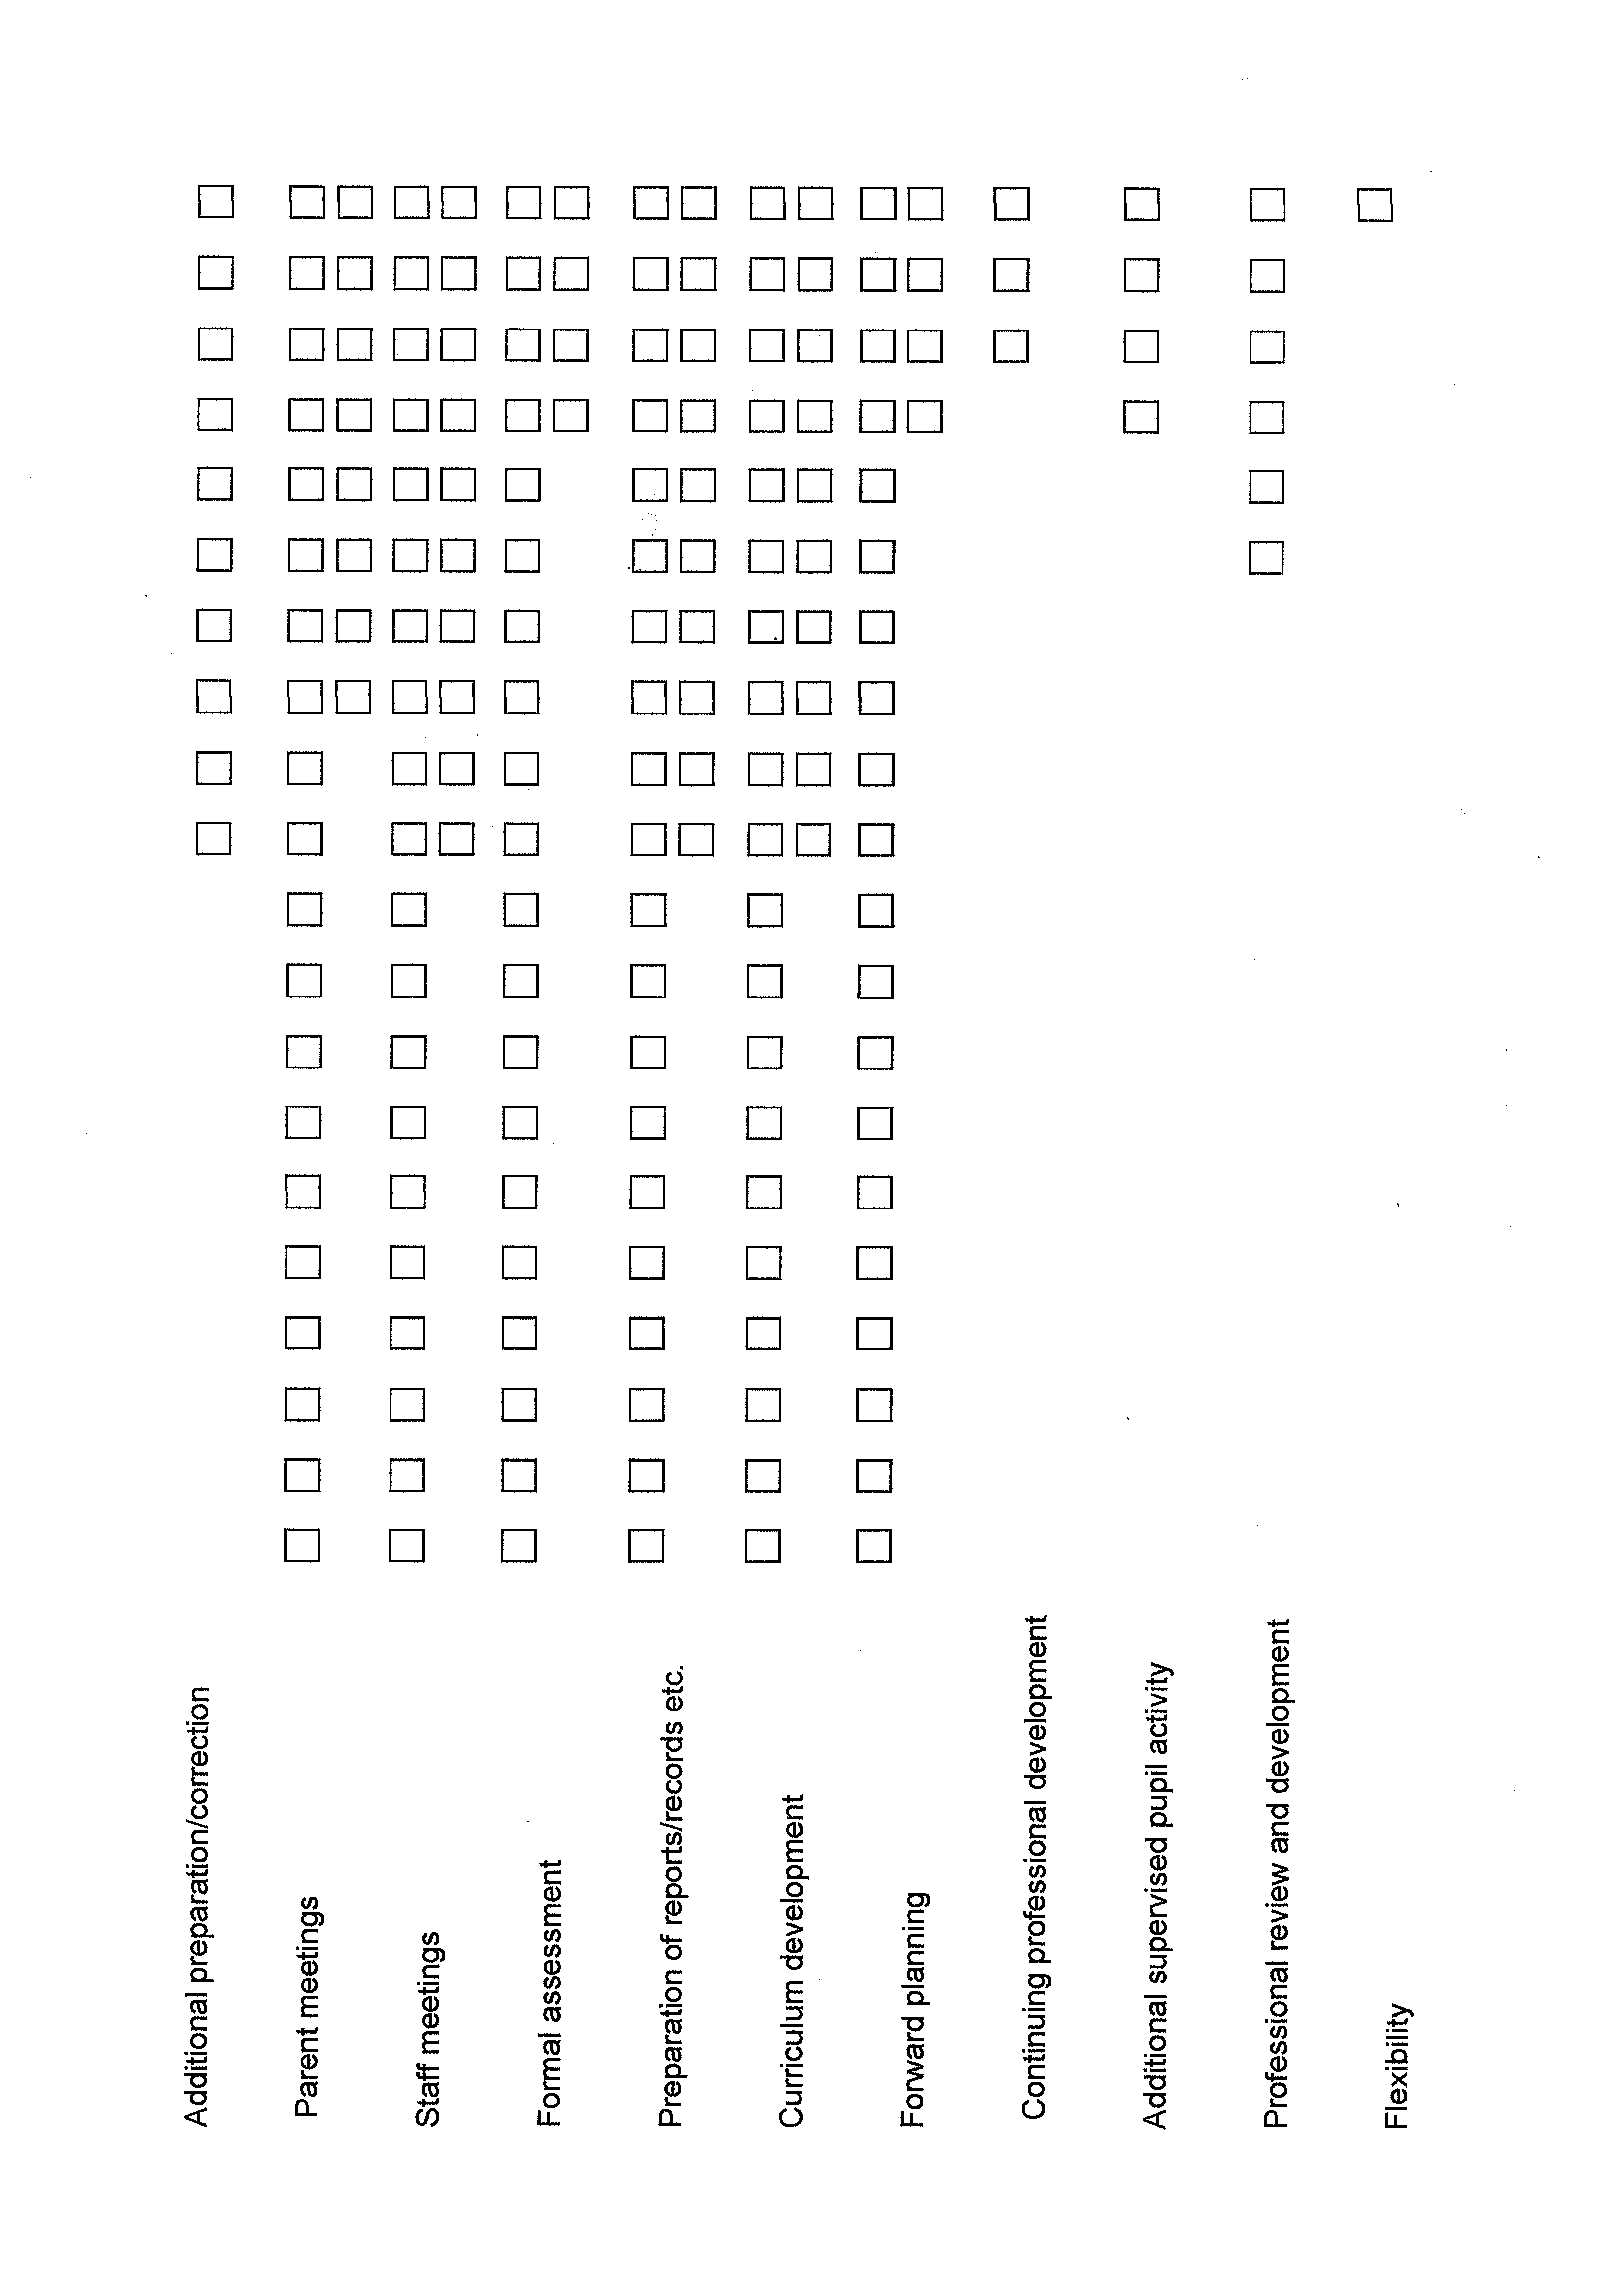 Additional preparation/correction
Parent meetings
Staff meetings
Formal assessment
Preparation of reports/records etc.
Curriculum development
Forward planning
Continuing professional development
Additional supervised pupil activity
Professional review and development
Flexibility